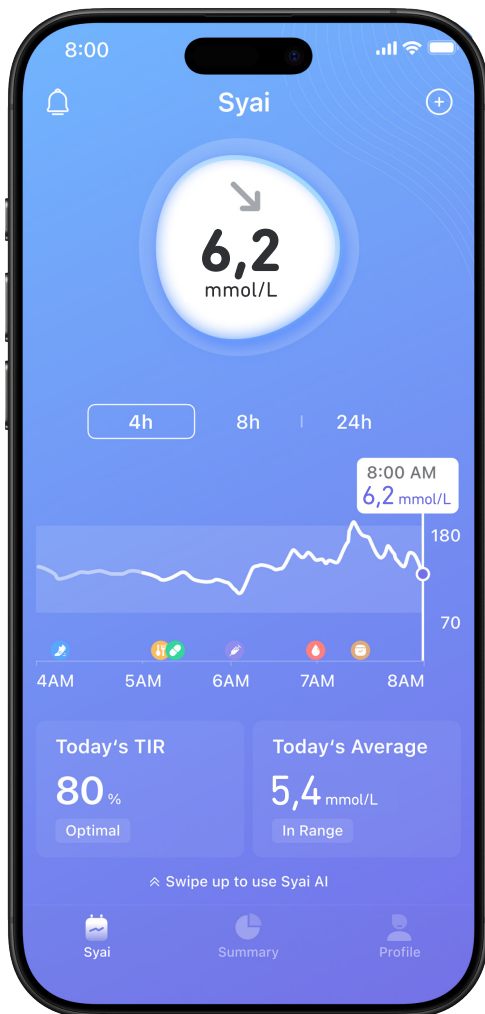 8:00
Syai
6,2
mmol/L
4h
8h
24h
8:00 AM
6,2 mmol/L
180
70
4AM 5AM 6AM 7AM 8AM
Today's TIR
80 %
Optimal
Today's Average
5,4 mmol/L
In Range
Swipe up to use Syai AI
Syai Summary Profile